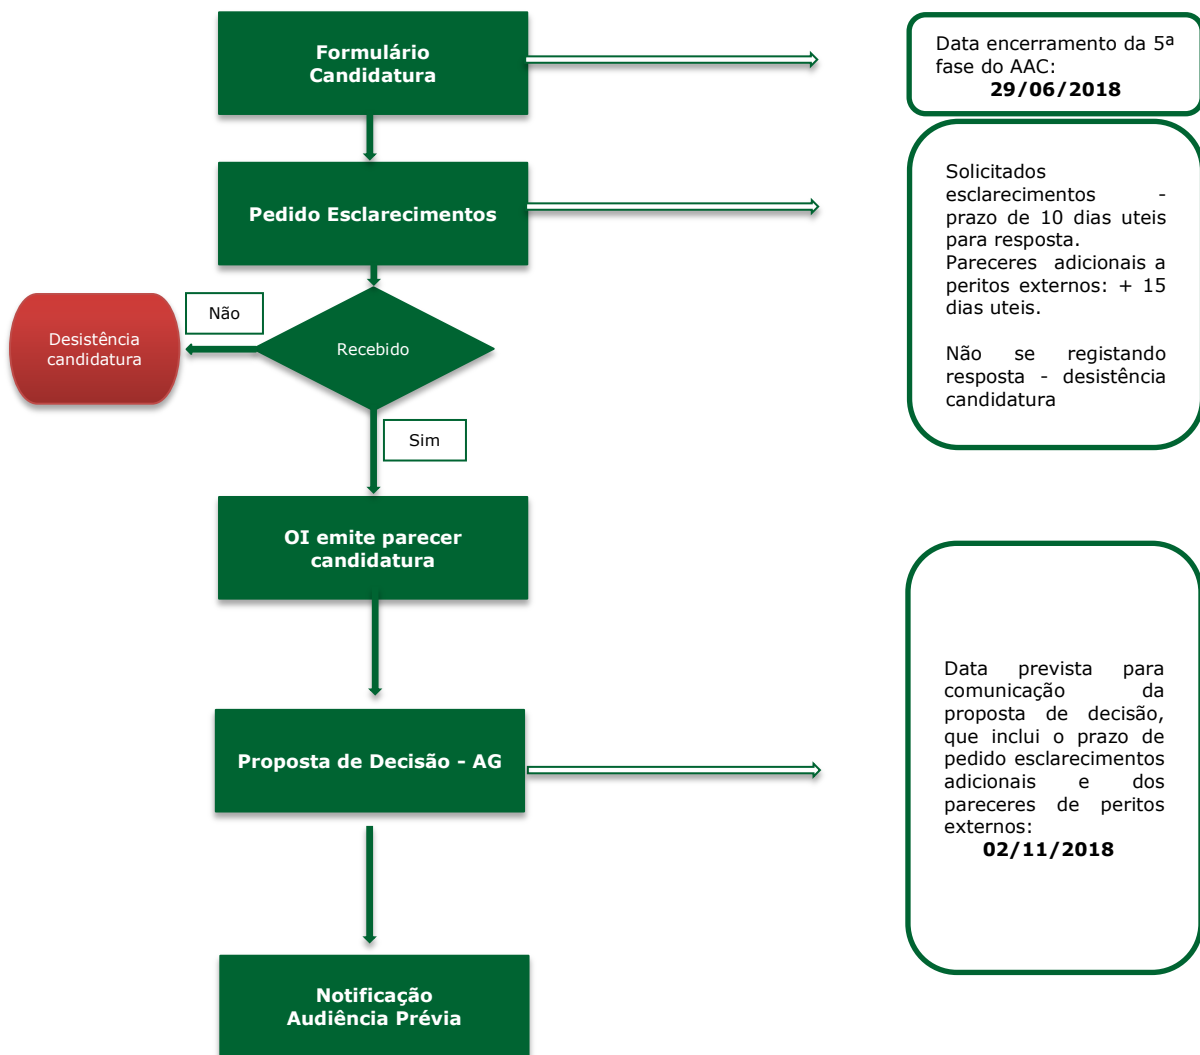 Formulário
Candidatura
Data encerramento da 5ª
fase do AAC:
29/06/2018
Pedido Esclarecimentos
Solicitados
esclarecimentos -
prazo de 10 dias uteis
para resposta.
Pareceres adicionais a
peritos externos: + 15
dias uteis.
Não se registando
resposta - desistência
candidatura
Não
Desistência
candidatura
Recebido
Sim
OI emite parecer
candidatura
Proposta de Decisão - AG
Data prevista para
comunicação da
proposta de decisão,
que inclui o prazo de
pedido esclarecimentos
adicionais e dos
pareceres de peritos
externos:
02/11/2018
Notificação
Audiência Prévia